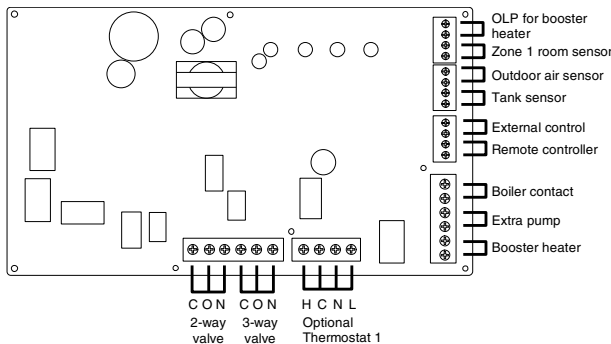 OLP for booster
heater
Zone 1 room sensor
Outdoor air sensor
Tank sensor
External control
Remote controller
Boiler contact
Extra pump
Booster heater
C O N C O N H C N L
2-way 3-way Optional
valve valve Thermostat 1